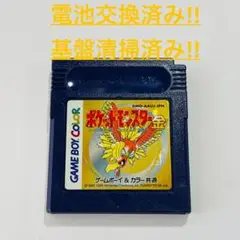 電池交換済み!!
基盤漬掃済み!!
GAME BOY COLOR
ポケットモンスター
金
ゲームボーイ&カラー共通